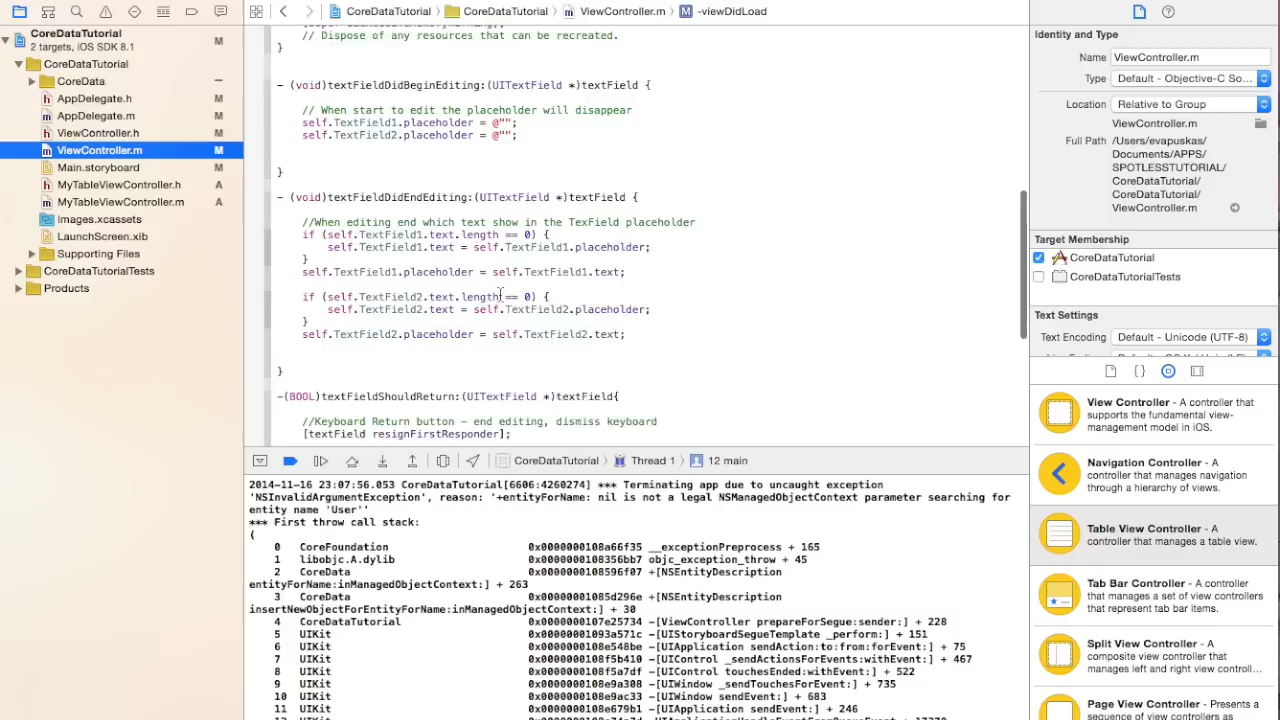 CoreDataTutorial
2 targets, iOS SDK 8.1
M
CoreDataTutorial
CoreData
–
AppDelegate.h
M
AppDelegate.m
M
ViewController.h
M
ViewController.m
M
Main.storyboard
M
MyTableViewController.h
A
MyTableViewController.m
A
Images.xcassets
LaunchScreen.xib
Supporting Files
CoreDataTutorialTests
Products
CoreDataTutorial
CoreDataTutorial
ViewController.m
-viewDidLoad
// Dispose of any resources that can be recreated.
}
- (void)textFieldDidBeginEditing:(UITextField *)textField {
// When start to edit the placeholder will disappear
self.TextField1.placeholder = @"";
self.TextField2.placeholder = @"";
}
- (void)textFieldDidEndEditing:(UITextField *)textField {
//When editing end which text show in the TexField placeholder
if (self.TextField1.text.length == 0) {
self.TextField1.text = self.TextField1.placeholder;
}
self.TextField1.placeholder = self.TextField1.text;
if (self.TextField2.text.length == 0) {
self.TextField2.text = self.TextField2.placeholder;
}
self.TextField2.placeholder = self.TextField2.text;
}
-(BOOL)textFieldShouldReturn:(UITextField *)textField{
//Keyboard Return button – end editing, dismiss keyboard
[textField resignFirstResponder];
CoreDataTutorial
Thread 1
12 main
2014-11-16 23:07:56.053 CoreDataTutorial[6606:4260274] *** Terminating app due to uncaught exception
'NSInvalidArgumentException', reason: '+entityForName: nil is not a legal NSManagedObjectContext parameter searching for
entity name 'User''
*** First throw call stack:
(
0 CoreFoundation 0x0000000108a66f35 __exceptionPreprocess + 165
1 libobjc.A.dylib 0x0000000108356bb7 objc_exception_throw + 45
2 CoreData 0x0000000108596f07 +[NSEntityDescription
entityForName:inManagedObjectContext:] + 263
3 CoreData 0x00000001085d296e +[NSEntityDescription
insertNewObjectForEntityForName:inManagedObjectContext:] + 30
4 CoreDataTutorial 0x0000000107e25734 -[ViewController prepareForSegue:sender:] + 228
5 UIKit 0x00000001093a571c -[UIStoryboardSegueTemplate _perform:] + 151
6 UIKit 0x0000000108e548be -[UIApplication sendAction:to:from:forEvent:] + 75
7 UIKit 0x0000000108f5b410 -[UIControl _sendActionsForEvents:withEvent:] + 467
8 UIKit 0x0000000108f5a7df -[UIControl touchesEnded:withEvent:] + 522
9 UIKit 0x0000000108e9a308 -[UIWindow _sendTouchesForEvent:] + 735
10 UIKit 0x0000000108e9ac33 -[UIWindow sendEvent:] + 683
11 UIKit 0x0000000108e679b1 -[UIApplication sendEvent:] + 246
Identity and Type
Name
ViewController.m
Type
Default - Objective-C So...
Location
Relative to Group
ViewController.m
Full Path
/Users/evapuskas/
Documents/APPS/
SPOTLESSTUTORIAL/
CoreDataTutorial/
CoreDataTutorial/
ViewController.m
Target Membership
CoreDataTutorial
CoreDataTutorialTests
Text Settings
Text Encoding
Default - Unicode (UTF-8)
View Controller - A
controller that supports the fundamental view-
management model in iOS.
Navigation Controller - A
controller that manages navigation
through a hierarchy of views.
Table View Controller - A
controller that manages a table view.
Tab Bar Controller - A controller
that manages a set of view controllers
that represent tab bar items.
Split View Controller - A
composite view controller that
manages left and right view controll...
Page View Controller - Presents a
sequence of view controllers as